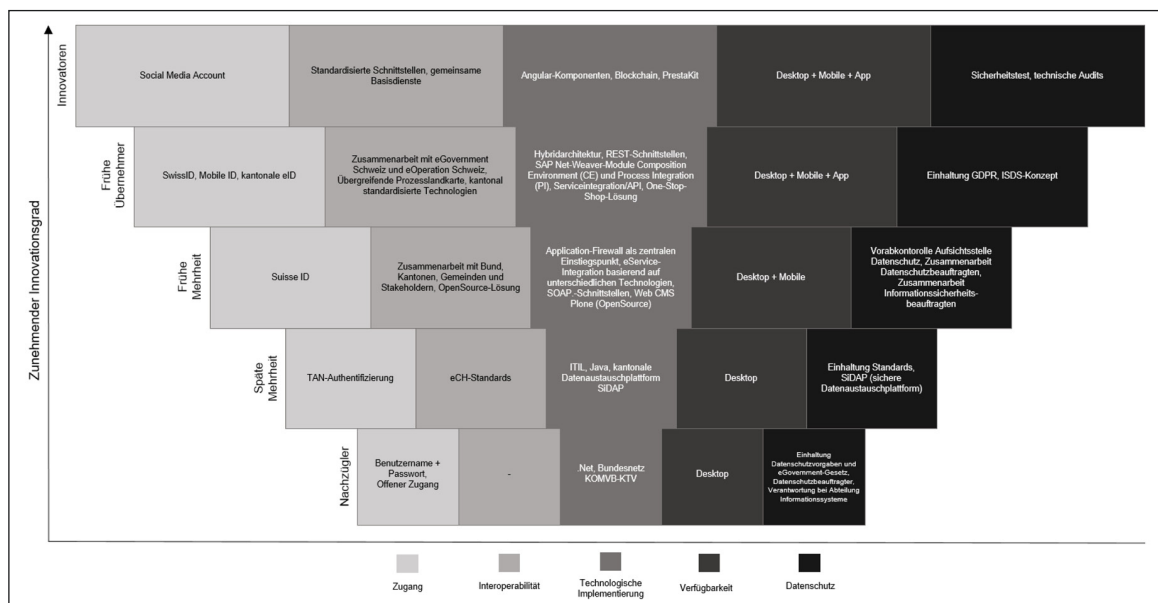 Zunehmender Innovationsgrad
Innovatoren
Social Media Account
Standardisierte Schnittstellen, gemeinsame
Basisdienste
Angular-Komponenten, Blockchain, PrestaKit
Desktop + Mobile + App
Sicherheitstest, technische Audits
Frühe
Übernehmer
SwissID, Mobile ID, kantonale eID
Zusammenarbeit mit eGovernment
Schweiz und eOperation Schweiz,
Übergreifende Prozesslandkarte, kantonal
standardisierte Technologien
Hybridarchitektur, REST-Schnittstellen,
SAP Net-Weaver-Module Composition
Environment (CE) und Process Integration
(PI), Serviceintegration/API, One-Stop-
Shop-Lösung
Desktop + Mobile + App
Einhaltung GDPR, ISDS-Konzept
Frühe
Mehrheit
Suisse ID
Zusammenarbeit mit Bund,
Kantonen, Gemeinden und
Stakeholdern, OpenSource-Lösung
Application-Firewall als zentralen
Einstiegspunkt, eService-
Integration basierend auf
unterschiedlichen Technologien,
SOAP.-Schnittstellen, Web CMS
Plone (OpenSource)
Desktop + Mobile
Vorabkontorolle Aufsichtsstelle
Datenschutz, Zusammenarbeit
Datenschutzbeauftragten,
Zusammenarbeit
Informationssicherheits-
beauftragten
Späte
Mehrheit
TAN-Authentifizierung
eCH-Standards
ITIL, Java, kantonale
Datenaustauschplattform
SiDAP
Desktop
Einhaltung Standards,
SiDAP (sichere
Datenaustauschplattform)
Nachzügler
Benutzername +
Passwort,
Offener Zugang
-
.Net, Bundesnetz
KOMVB-KTV
Desktop
Einhaltung
Datenschutzvorgaben und
eGovernment-Gesetz,
Datenschutzbeauftragter,
Verantwortung bei Abteilung
Informationssysteme
Zugang
Interoperabilität
Technologische
Implementierung
Verfügbarkeit
Datenschutz